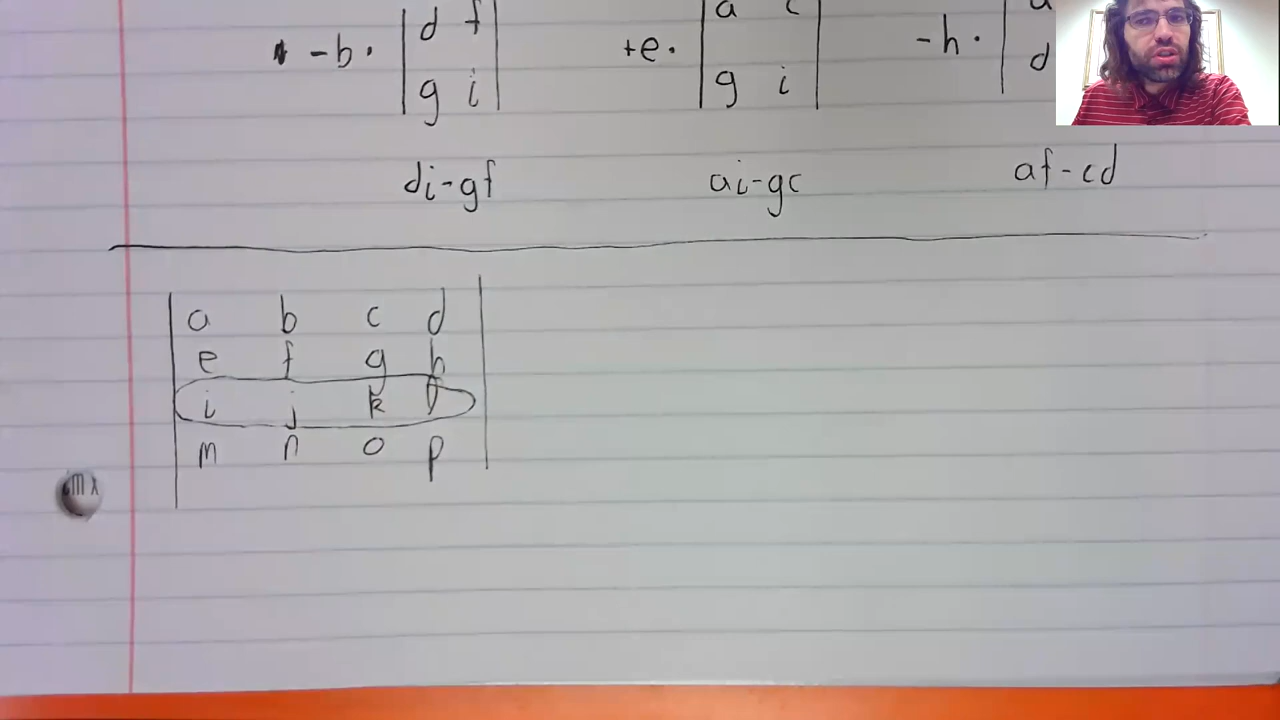 d f a c a
-b· +e· -h·
g i g i d
di-gf ai-gc af-cd
a b c d
e f g h
i j k l
m n o p